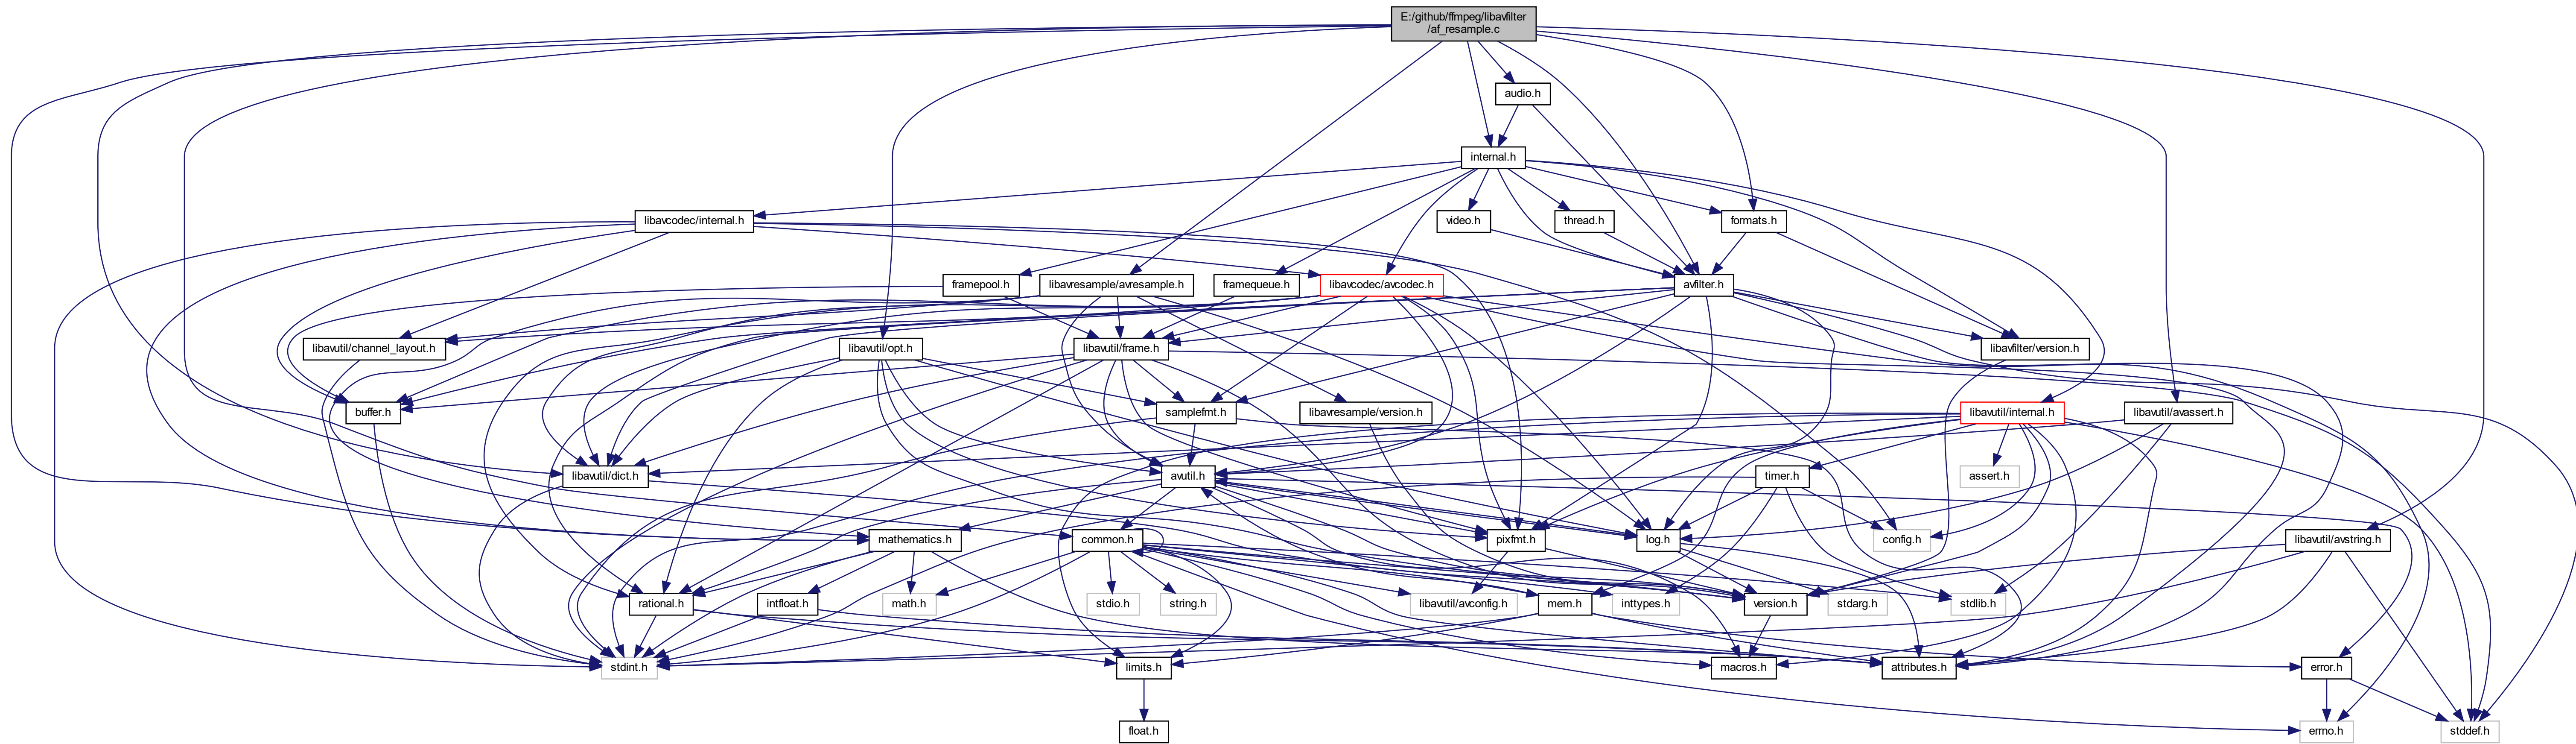 E:/github/ffmpeg/libavfilter
/af_resample.c
audio.h
internal.h
libavcodec/internal.h
video.h
thread.h
formats.h
framepool.h
libavresample/avresample.h
framequeue.h
libavcodec/avcodec.h
avfilter.h
libavutil/channel_layout.h
libavutil/opt.h
libavutil/frame.h
libavfilter/version.h
buffer.h
samplefmt.h
libavresample/version.h
libavutil/internal.h
libavutil/avassert.h
libavutil/dict.h
avutil.h
timer.h
assert.h
mathematics.h
common.h
pixfmt.h
log.h
config.h
libavutil/avstring.h
rational.h
intfloat.h
math.h
stdio.h
string.h
libavutil/avconfig.h
mem.h
inttypes.h
version.h
stdarg.h
stdlib.h
stdint.h
limits.h
macros.h
attributes.h
error.h
float.h
errno.h
stddef.h